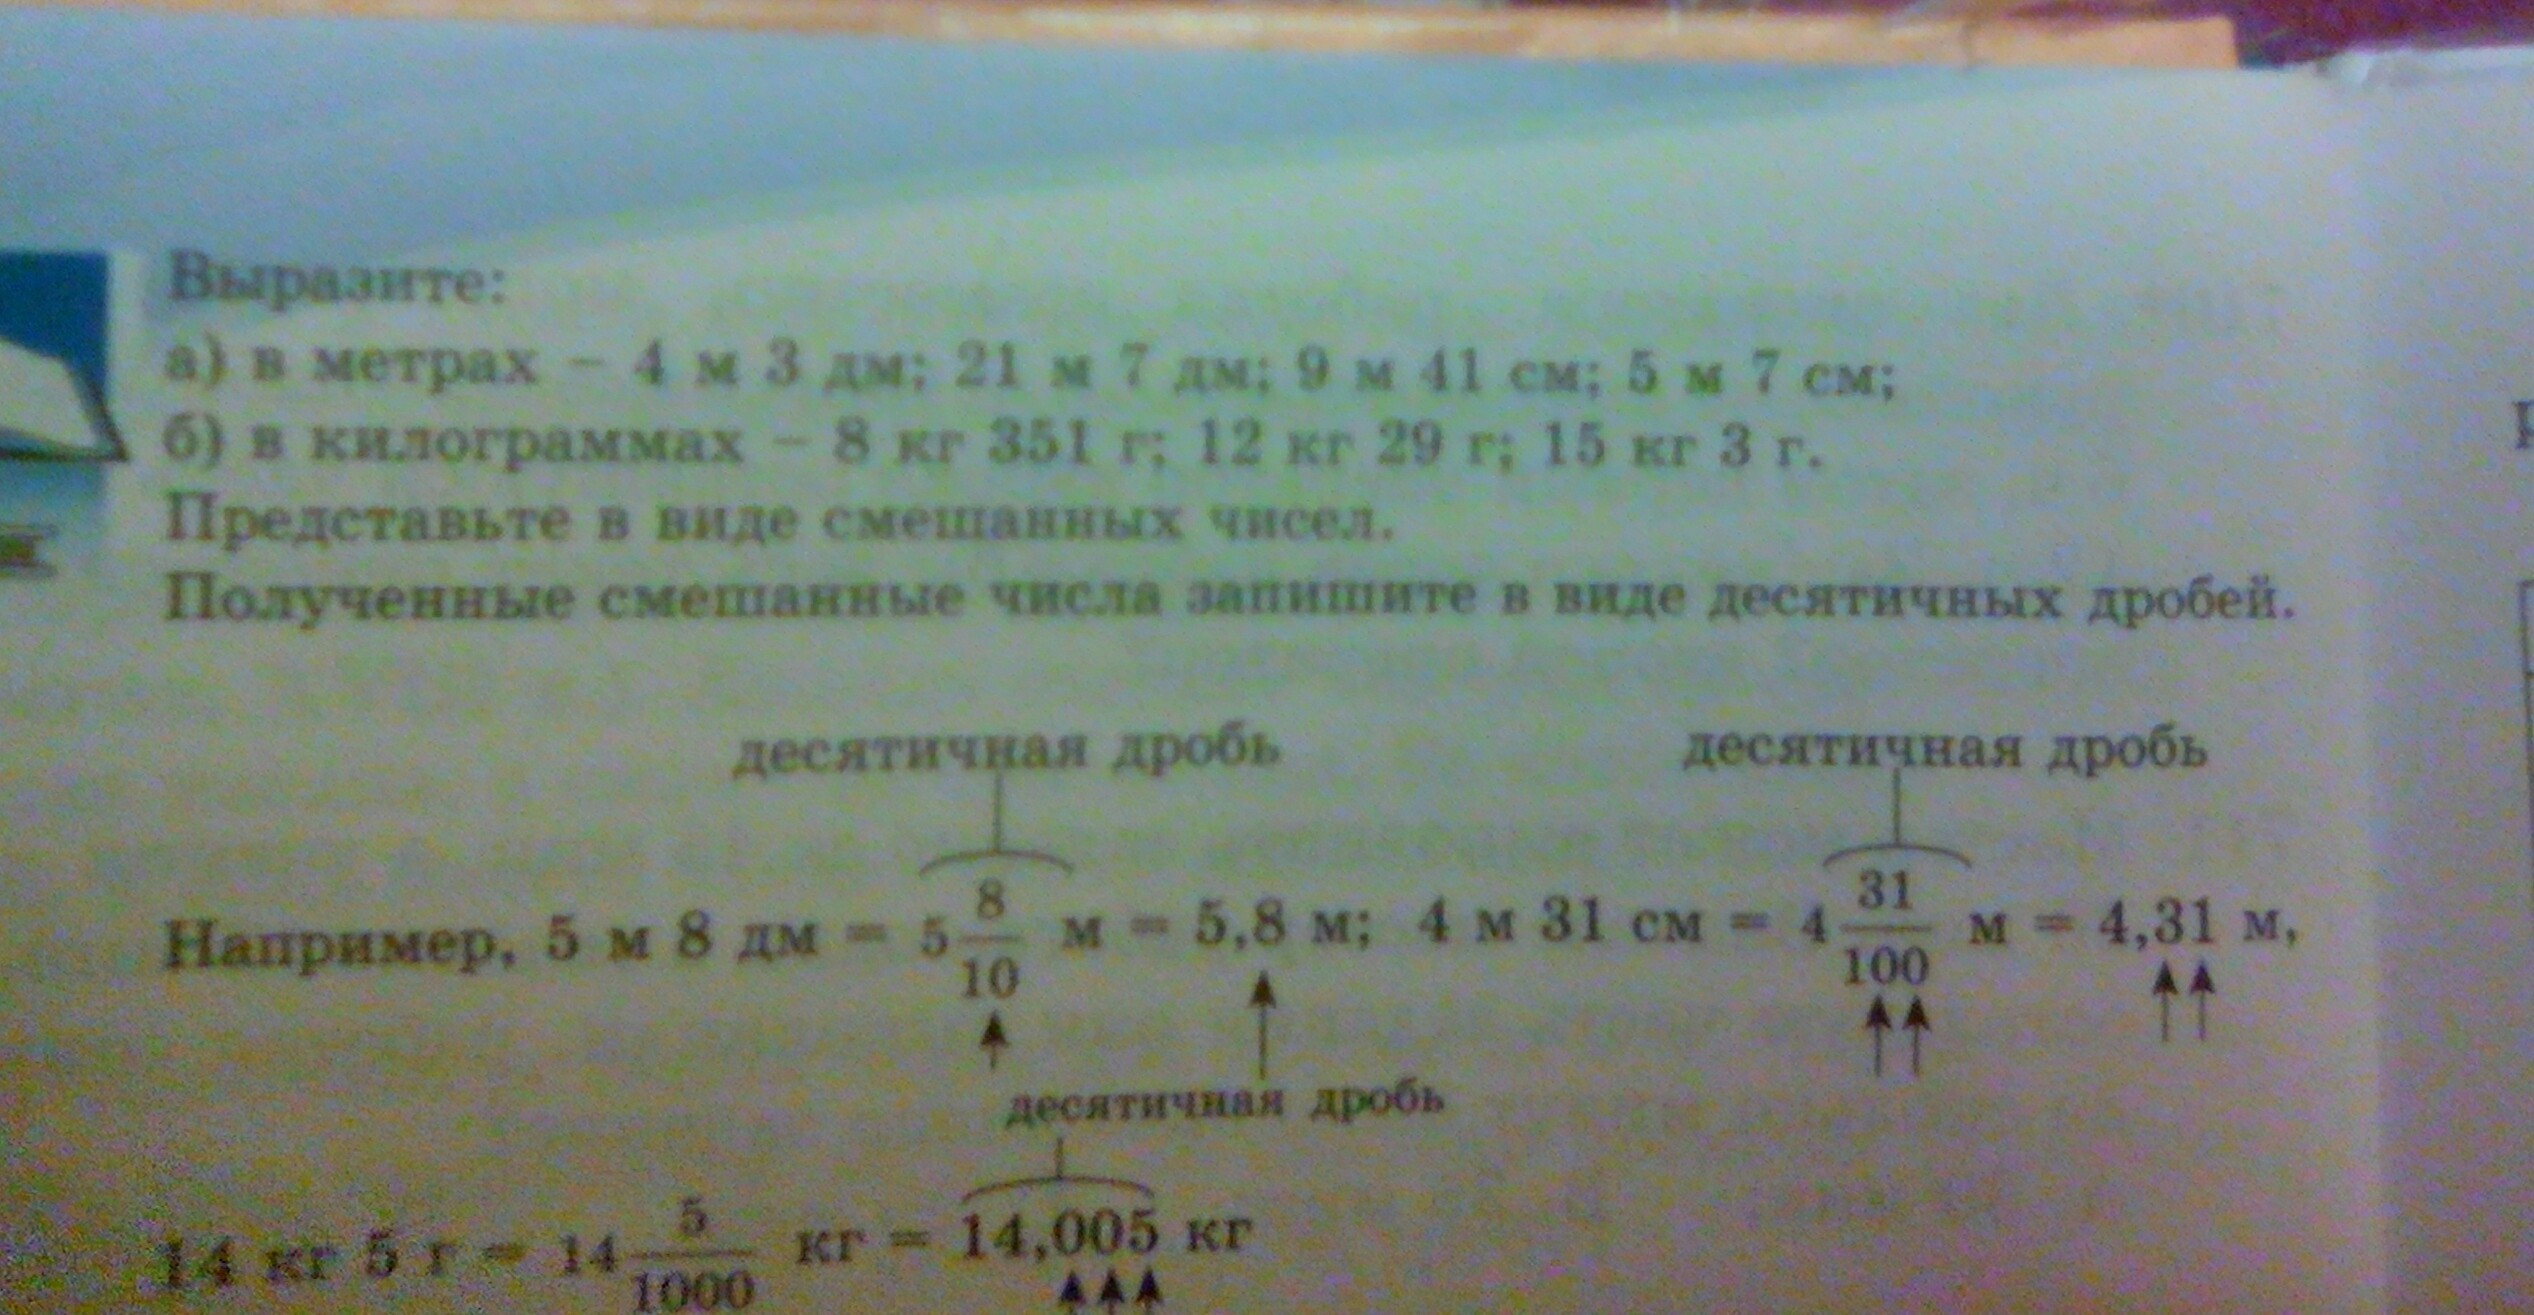 Выразите:
а) в метрах – 4 м 3 дм; 21 м 7 дм; 9 м 41 см; 5 м 7 см;
б) в килограммах – 8 кг 351 г; 12 кг 29 г; 15 кг 3 г.
Представьте в виде смешанных чисел.
Полученные смешанные числа запишите в виде десятичных дробей.
десятичная дробь десятичная дробь
Например, 5 м 8 дм = 5 8/10 м = 5,8 м; 4 м 31 см = 4 31/100 м = 4,31 м,
десятичная дробь
14 кг 5 г = 14 5/1000 кг = 14,005 кг